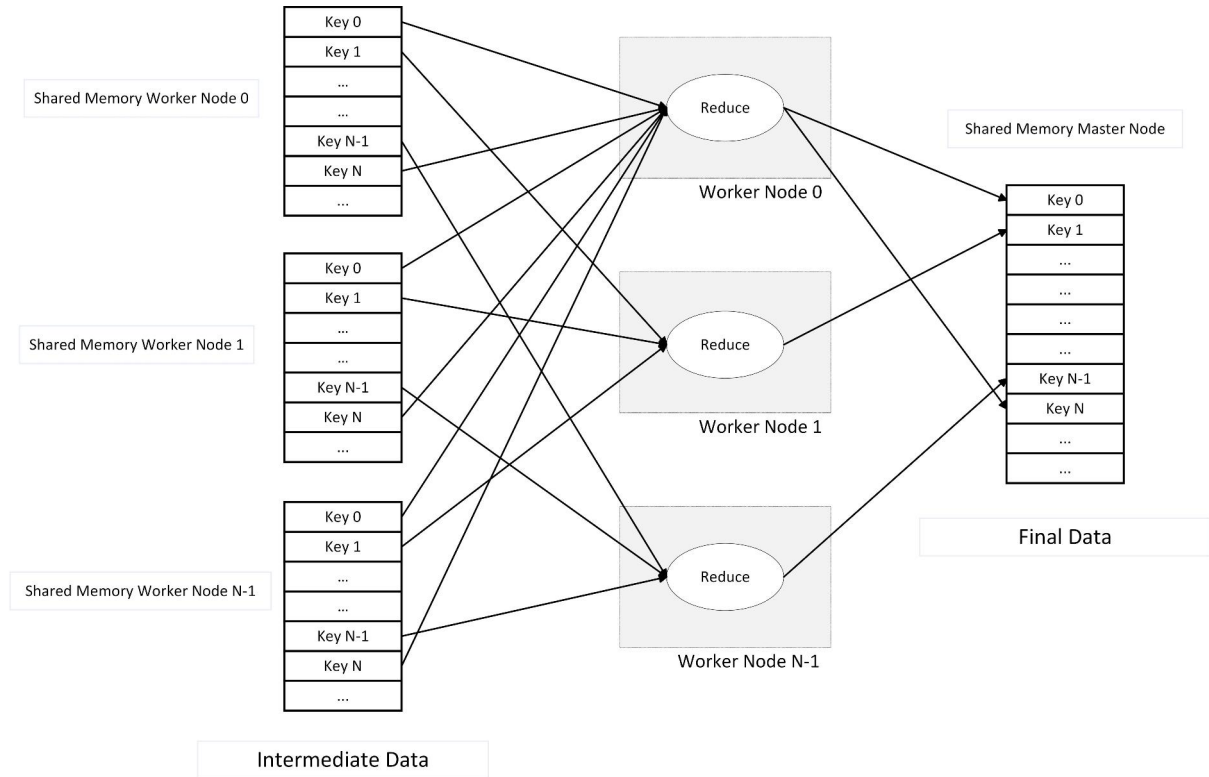 Shared Memory Worker Node 0
Key 0
Key 1
...
...
Key N-1
Key N
...
Shared Memory Worker Node 1
Key 0
Key 1
...
...
Key N-1
Key N
...
Shared Memory Worker Node N-1
Key 0
Key 1
...
...
Key N-1
Key N
...
Intermediate Data
Reduce
Worker Node 0
Reduce
Worker Node 1
Reduce
Worker Node N-1
Shared Memory Master Node
Key 0
Key 1
...
...
...
...
Key N-1
Key N
...
...
Final Data